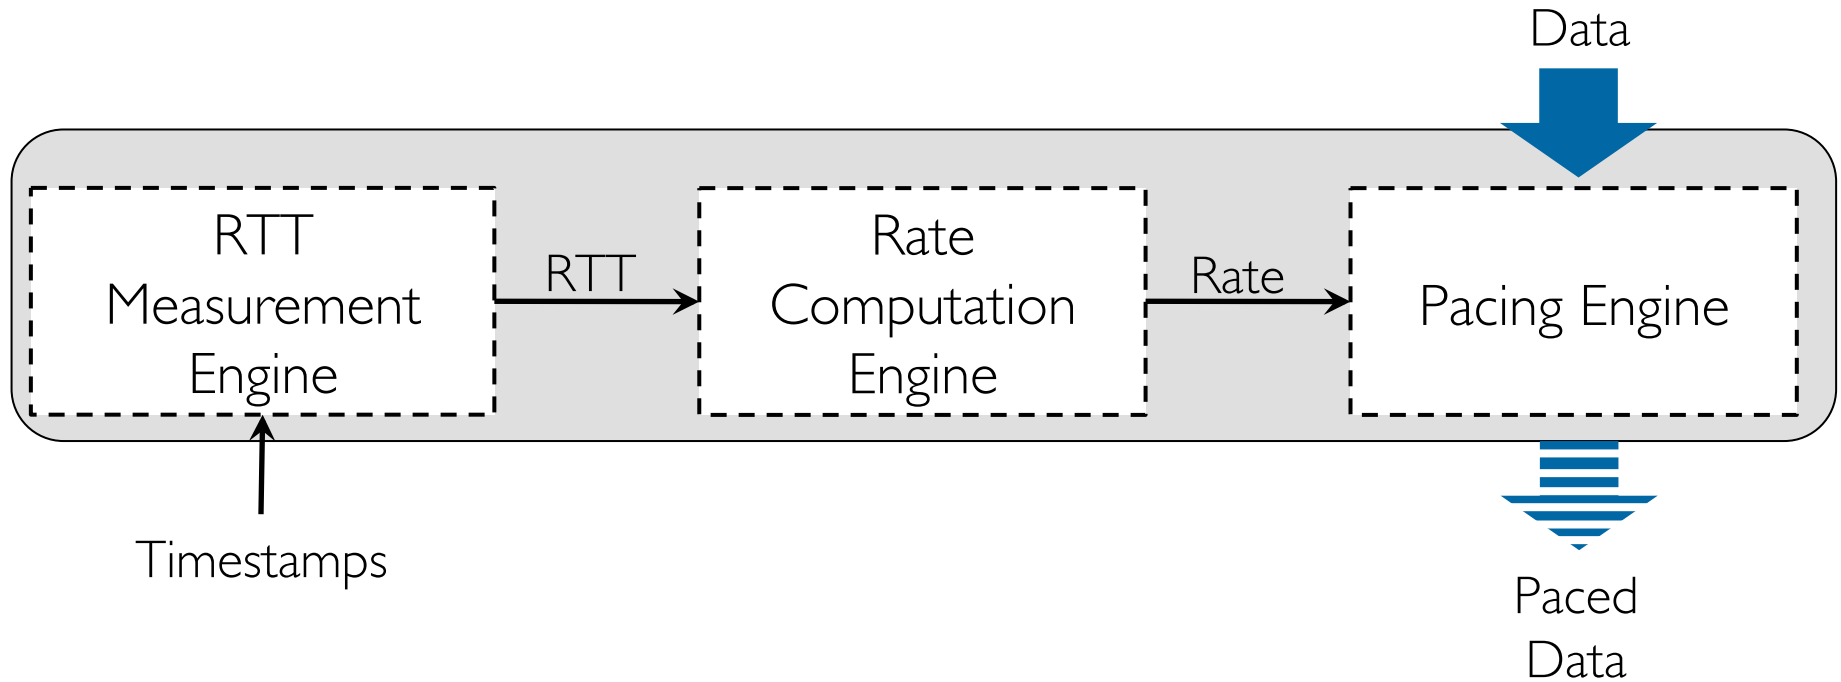 Data
RTT
Measurement
Engine
RTT
Rate
Computation
Engine
Rate
Pacing Engine
Timestamps
Paced
Data